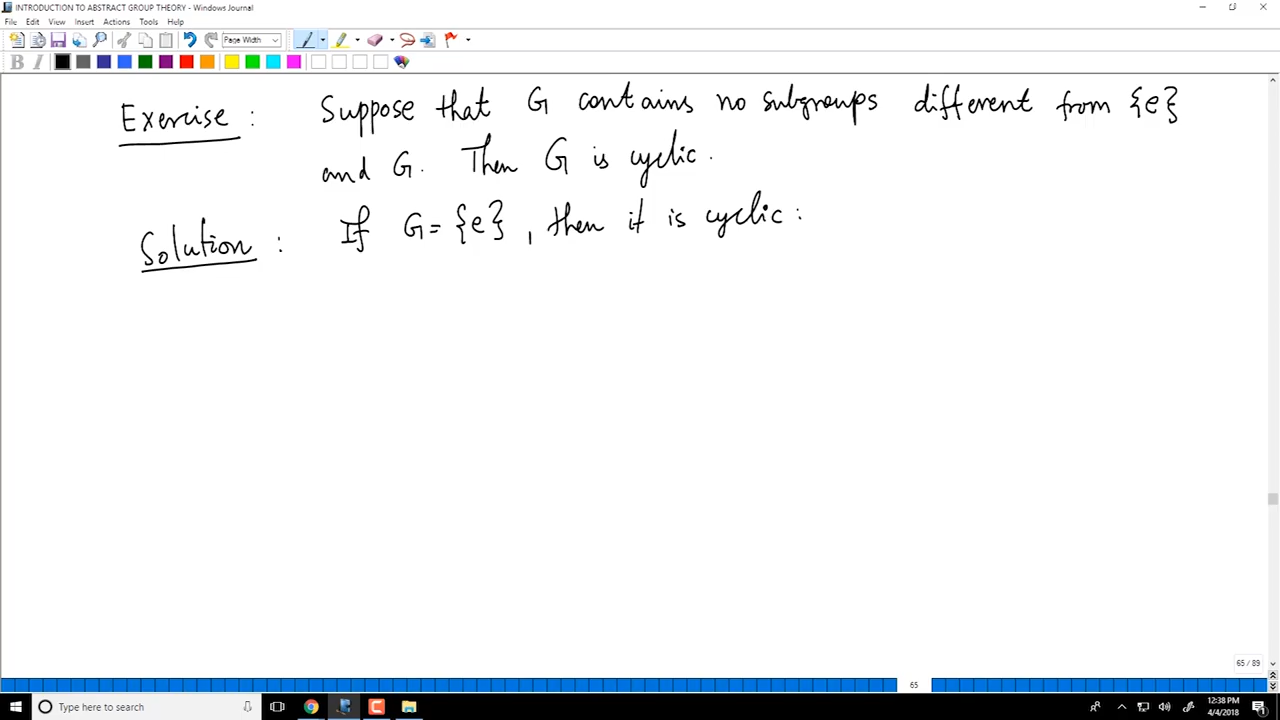 INTRODUCTION TO ABSTRACT GROUP THEORY - Windows Journal
File Edit View Insert Actions Tools Help
Page Width
B I
Exercise : Suppose that G contains no subgroups different from {e}
and G. Then G is cyclic.
Solution : If G = {e}, then it is cyclic :
65 / 89
65
Type here to search
12:38 PM
4/4/2018
1